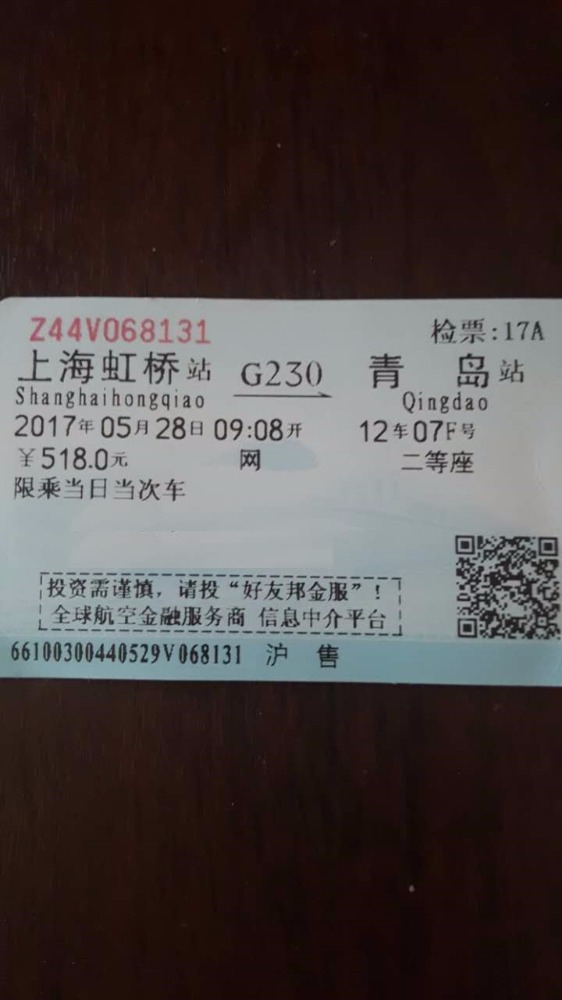 Z44V068131 检票:17A
上海虹桥站 G230 青岛站
Shanghaihongqiao Qingdao
2017年05月28日09:08开 12车07F号
￥518.0元 网 二等座
限乘当日当次车
投资需谨慎，请投“好友邦金服”！
全球航空金融服务商 信息中介平台
66100300440529V068131 沪售